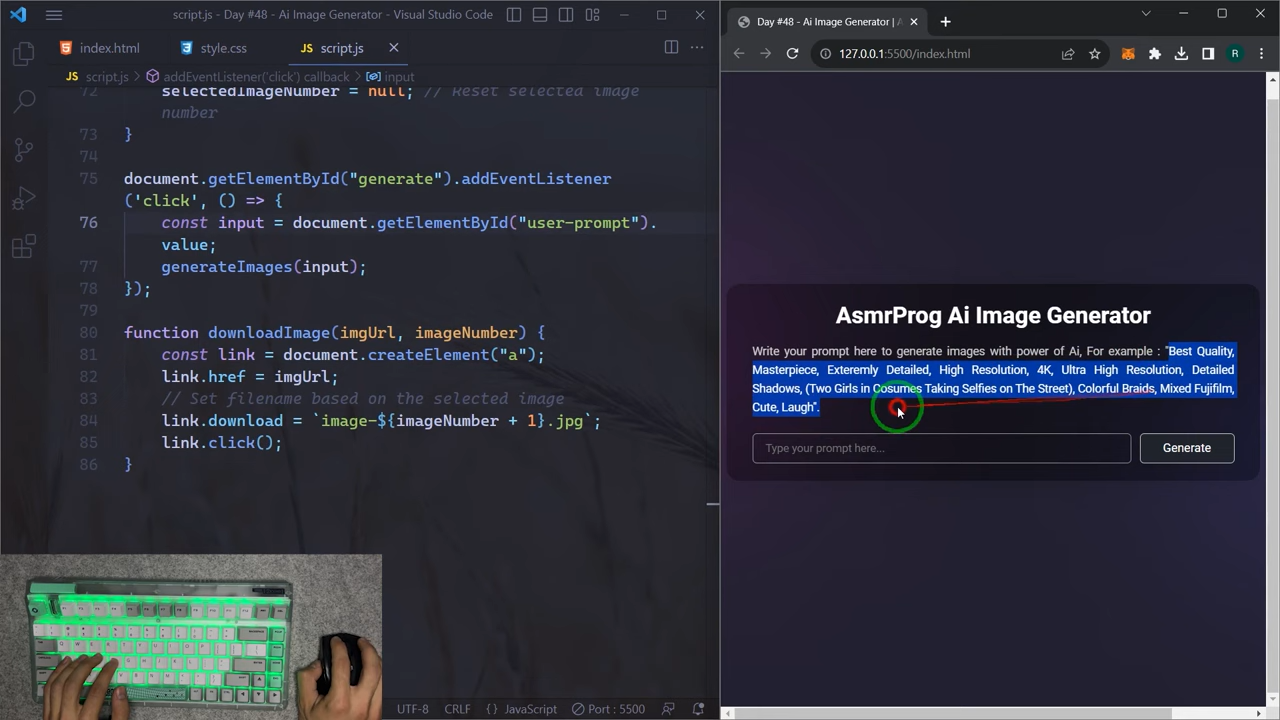 script.js - Day #48 - Ai Image Generator - Visual Studio Code
index.html
style.css
JS script.js
JS script.js addEventListener('click') callback input
72 selectedImageNumber = null; // Reset selected image
number
73 }
74
75 document.getElementById("generate").addEventListener
('click', () => {
76 const input = document.getElementById("user-prompt").
value;
77 generateImages(input);
78 });
79
80 function downloadImage(imgUrl, imageNumber) {
81 const link = document.createElement("a");
82 link.href = imgUrl;
83 // Set filename based on the selected image
84 link.download = `image-${imageNumber + 1}.jpg`;
85 link.click();
86 }
UTF-8 CRLF {} JavaScript Port : 5500
Day #48 - Ai Image Generator | A
127.0.0.1:5500/index.html
R
AsmrProg Ai Image Generator
Write your prompt here to generate images with power of Ai, For example : "Best Quality,
Masterpiece, Exteremly Detailed, High Resolution, 4K, Ultra High Resolution, Detailed
Shadows, (Two Girls in Cosumes Taking Selfies on The Street), Colorful Braids, Mixed Fujifilm,
Cute, Laugh".
Type your prompt here...
Generate